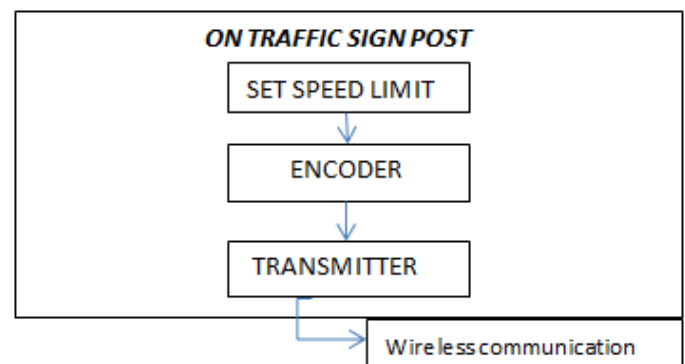 ON TRAFFIC SIGN POST
SET SPEED LIMIT
ENCODER
TRANSMITTER
Wireless communication